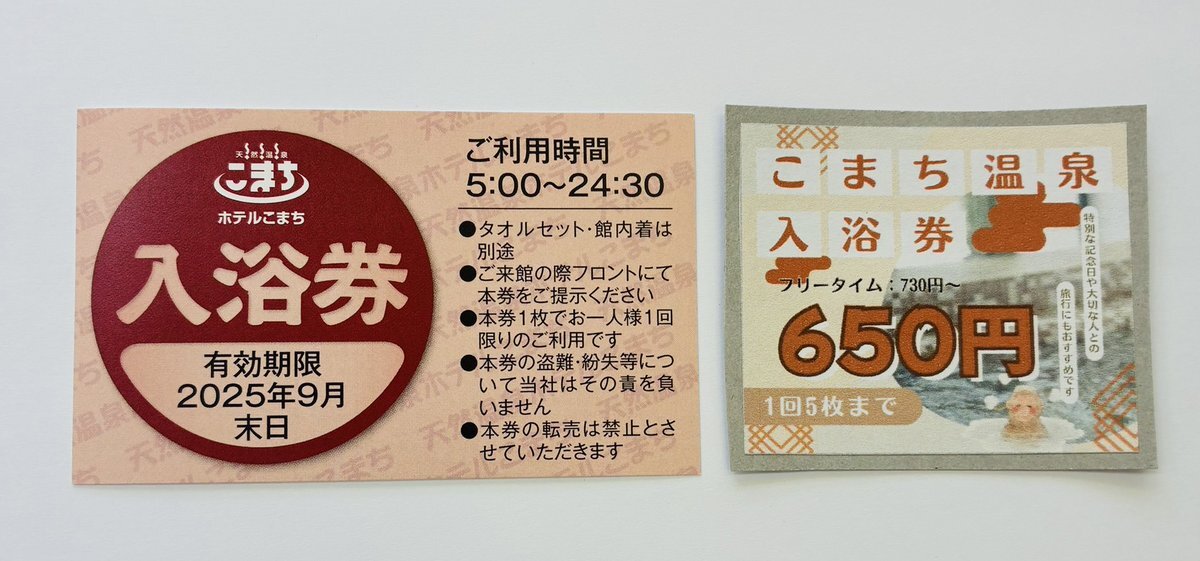 天然温泉
こまち
ホテルこまち
入浴券
有効期限
2025年9月
末日
ご利用時間
5:00～24:30
●タオルセット・館内着は
別途
●ご来館の際フロントにて
本券をご提示ください
●本券1枚でお一人様1回
限りのご利用です
●本券の盗難・紛失等につ
いて当社はその責を負
いません
●本券の転売は禁止とさ
せていただきます
こまち温泉
入浴券
フリータイム：730円～
650円
1回5枚まで
特別な記念日や大切な人との
旅行にもおすすめです